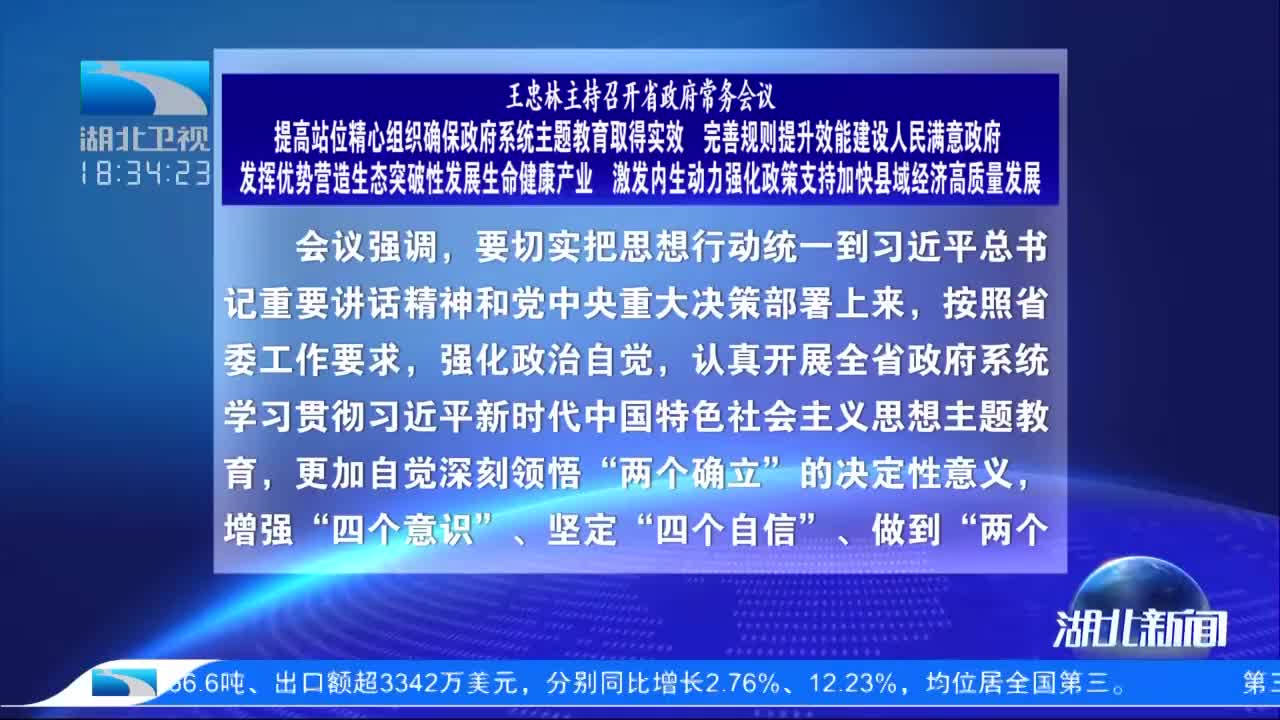 湖北卫视
18:34:23
王忠林主持召开省政府常务会议
提高站位精心组织确保政府系统主题教育取得实效 完善规则提升效能建设人民满意政府
发挥优势营造生态突破性发展生命健康产业 激发内生动力强化政策支持加快县域经济高质量发展
会议强调，要切实把思想行动统一到习近平总书
记重要讲话精神和党中央重大决策部署上来，按照省
委工作要求，强化政治自觉，认真开展全省政府系统
学习贯彻习近平新时代中国特色社会主义思想主题教
育，更加自觉深刻领悟“两个确立”的决定性意义，
增强“四个意识”、坚定“四个自信”、做到“两个
湖北新闻
6.6吨、出口额超3342万美元，分别同比增长2.76%、12.23%，均位居全国第三。 第